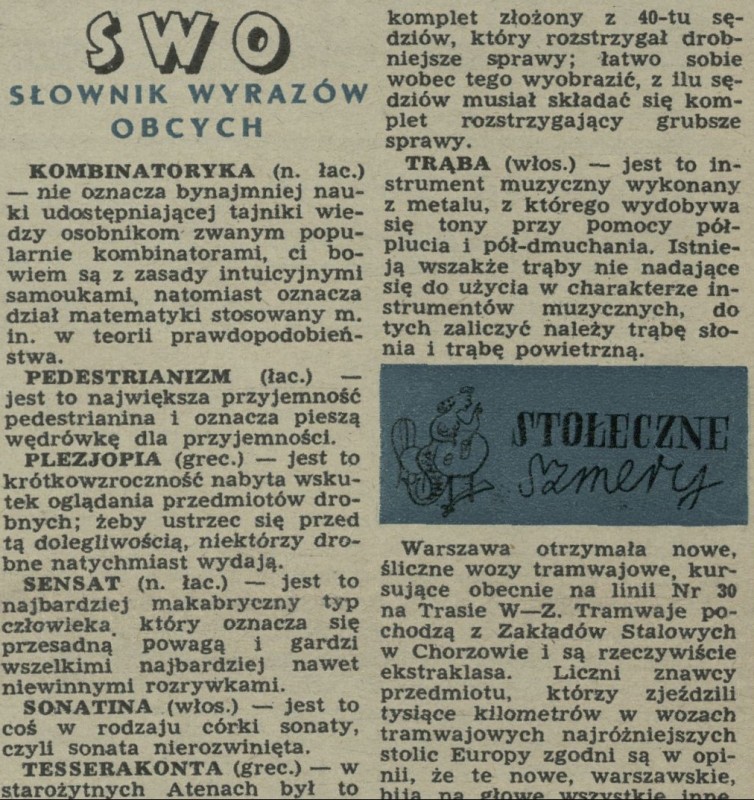 SWO
SŁOWNIK WYRAZÓW
OBCYCH
KOMBINATORYKA (n. łac.)
— nie oznacza bynajmniej nau-
ki udostępniającej tajniki wie-
dzy osobnikom zwanym popu-
larnie kombinatorami, ci bo-
wiem są z zasady intuicyjnymi
samoukami, natomiast oznacza
dział matematyki stosowany m.
in. w teorii prawdopodobień-
stwa.
PEDESTRIANIZM (łac.) —
jest to największa przyjemność
pedestrianina i oznacza pieszą
wędrówkę dla przyjemności.
PLEZJOPIA (grec.) — jest to
krótkowzroczność nabyta wsku-
tek oglądania przedmiotów dro-
bnych; żeby ustrzec się przed
tą dolegliwością, niektórzy dro-
bne natychmiast wydają.
SENSAT (n. łac.) — jest to
najbardziej makabryczny typ
człowieka, który oznacza się
przesadną powagą i gardzi
wszelkimi najbardziej nawet
niewinnymi rozrywkami.
SONATINA (włos.) — jest to
coś w rodzaju córki sonaty,
czyli sonata nierozwinięta.
TESSERAKONTA (grec.) — w
starożytnych Atenach był to
komplet złożony z 40-tu sę-
dziów, który rozstrzygał drob-
niejsze sprawy; łatwo sobie
wobec tego wyobrazić, z ilu sę-
dziów musiał składać się kom-
plet rozstrzygający grubsze
sprawy.
TRĄBA (włos.) — jest to in-
strument muzyczny wykonany
z metalu, z którego wydobywa
się tony przy pomocy pół-
plucia i pół-dmuchania. Istnie-
ją wszakże trąby nie nadające
się do użycia w charakterze in-
strumentów muzycznych, do
tych zaliczyć należy trąbę sło-
nia i trąbę powietrzną.
STOŁECZNE
Szmery
Warszawa otrzymała nowe,
śliczne wozy tramwajowe, kur-
sujące obecnie na linii Nr 30
na Trasie W—Z. Tramwaje po-
chodzą z Zakładów Stalowych
w Chorzowie i są rzeczywiście
ekstraklasa. Liczni znawcy
przedmiotu, którzy zjeździli
tysiące kilometrów w wozach
tramwajowych najróżniejszych
stolic Europy zgodni są w opi-
nii, że te nowe, warszawskie,
biją na głowę wszystkie inne.